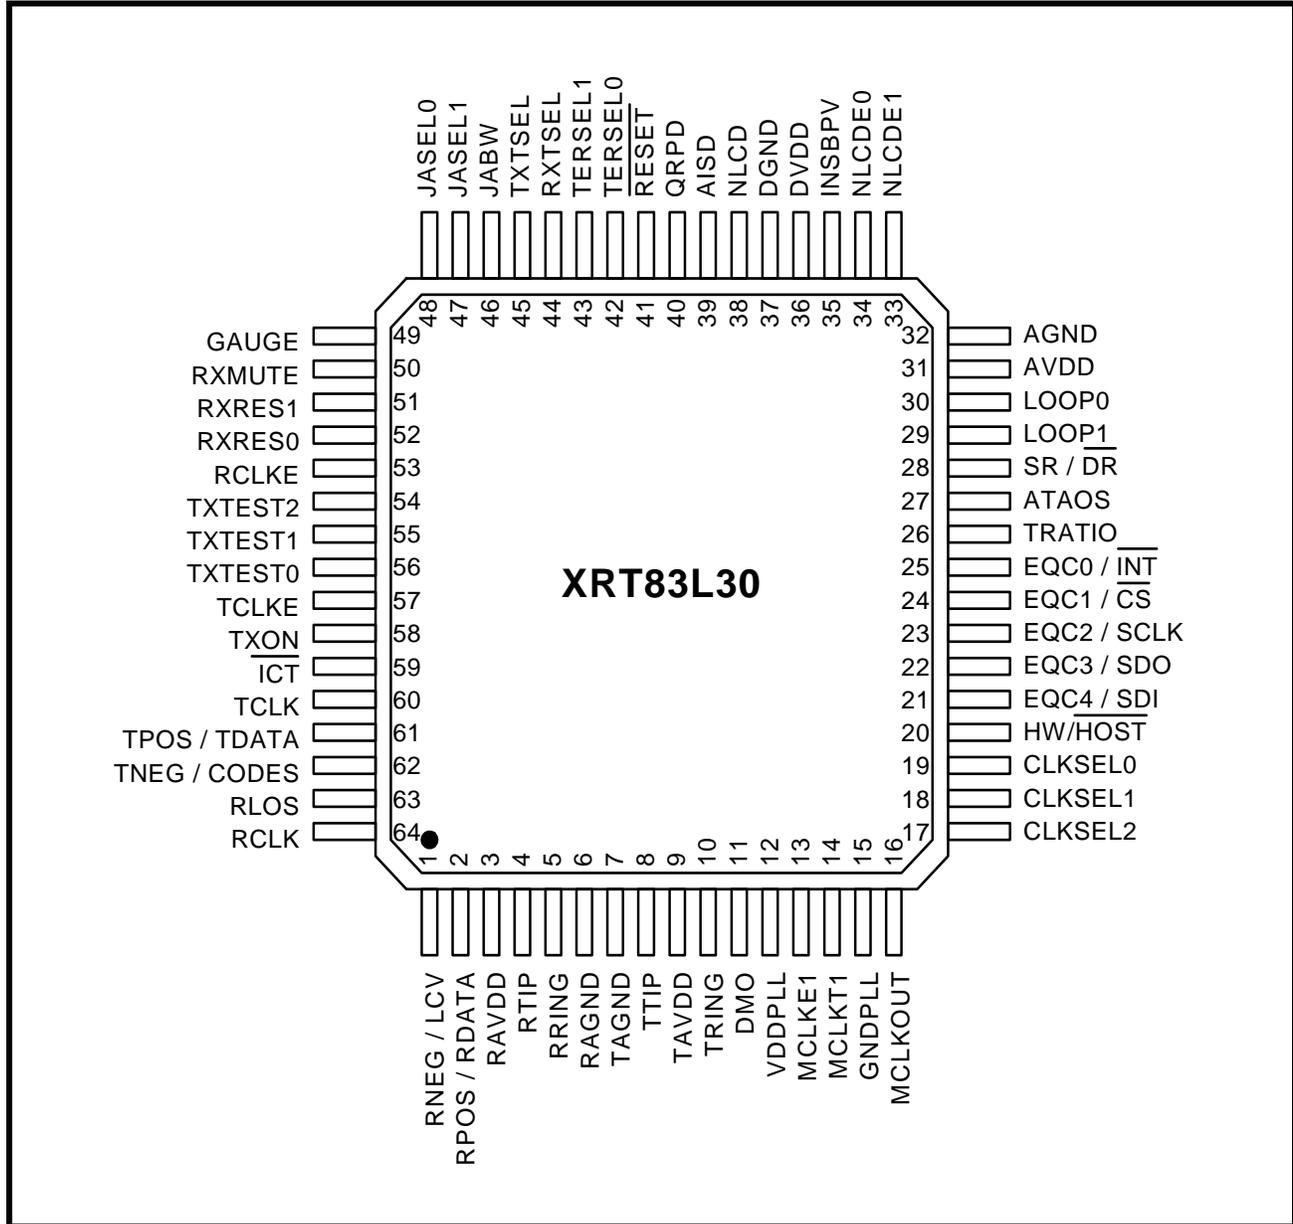 JASEL0
JASEL1
JABW
TXTSEL
RXTSEL
TERSEL1
TERSEL0
RESET
QRPD
AISD
NLCD
DGND
DVDD
INSBPV
NLCDE0
NLCDE1
48
47
46
45
44
43
42
41
40
39
38
37
36
35
34
33
GAUGE 49
RXMUTE 50
RXRES1 51
RXRES0 52
RCLKE 53
TXTEST2 54
TXTEST1 55
TXTEST0 56
TCLKE 57
TXON 58
ICT 59
TCLK 60
TPOS / TDATA 61
TNEG / CODES 62
RLOS 63
RCLK 64
XRT83L30
32 AGND
31 AVDD
30 LOOP0
29 LOOP1
28 SR / DR
27 ATAOS
26 TRATIO
25 EQC0 / INT
24 EQC1 / CS
23 EQC2 / SCLK
22 EQC3 / SDO
21 EQC4 / SDI
20 HW/HOST
19 CLKSEL0
18 CLKSEL1
17 CLKSEL2
1
2
3
4
5
6
7
8
9
10
11
12
13
14
15
16
RNEG / LCV
RPOS / RDATA
RAVDD
RTIP
RRING
RAGND
TAGND
TTIP
TAVDD
TRING
DMO
VDDPLL
MCLKE1
MCLKT1
GNDPLL
MCLKOUT